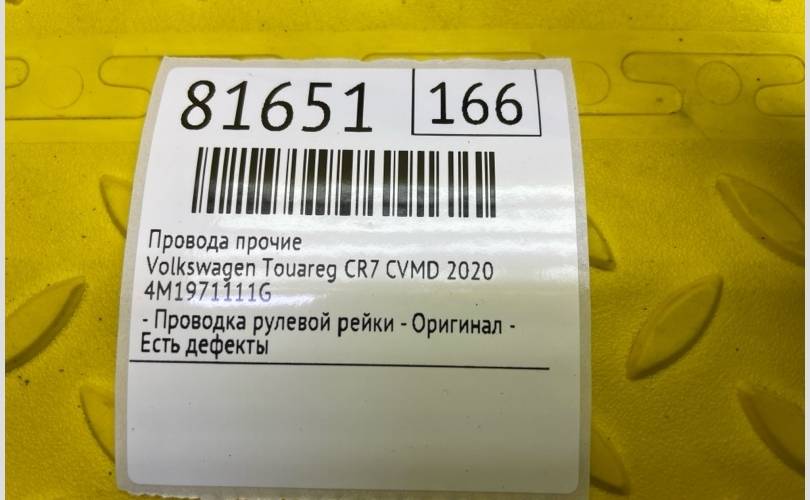 81651 166
Провода прочие
Volkswagen Touareg CR7 CVMD 2020
4M1971111G
- Проводка рулевой рейки - Оригинал -
Есть дефекты